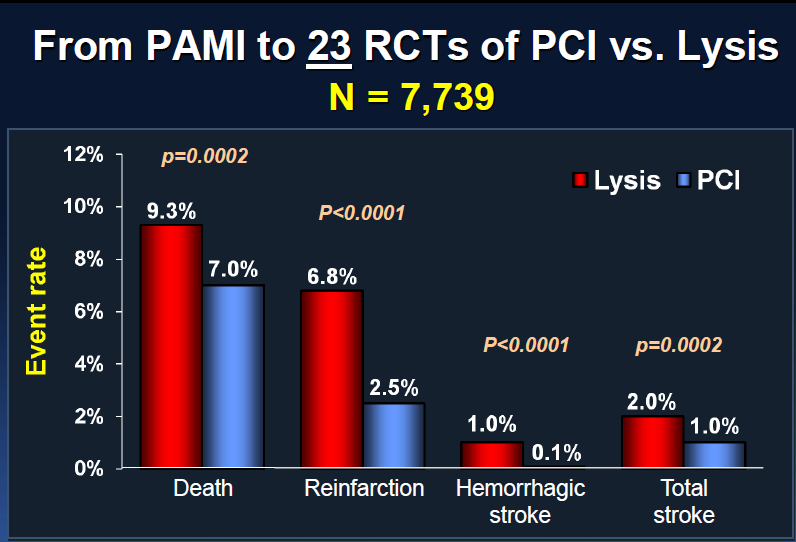 From PAMI to 23 RCTs of PCI vs. Lysis
N = 7,739
Event rate
12%
10%
8%
6%
4%
2%
0%
Lysis PCI
p=0.0002
9.3%
7.0%
P<0.0001
6.8%
2.5%
P<0.0001
1.0%
0.1%
p=0.0002
2.0%
1.0%
Death
Reinfarction
Hemorrhagic
stroke
Total
stroke